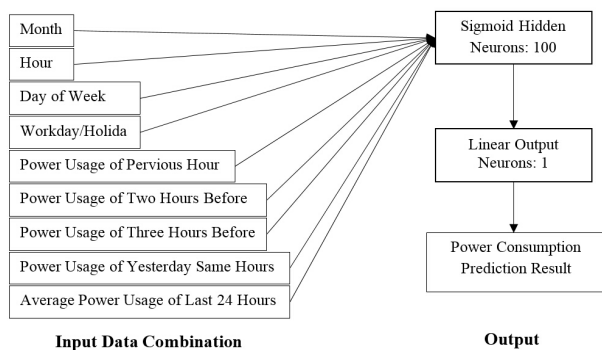 Month
Hour
Day of Week
Workday/Holida
Power Usage of Pervious Hour
Power Usage of Two Hours Before
Power Usage of Three Hours Before
Power Usage of Yesterday Same Hours
Average Power Usage of Last 24 Hours
Input Data Combination
Sigmoid Hidden
Neurons: 100
Linear Output
Neurons: 1
Power Consumption
Prediction Result
Output